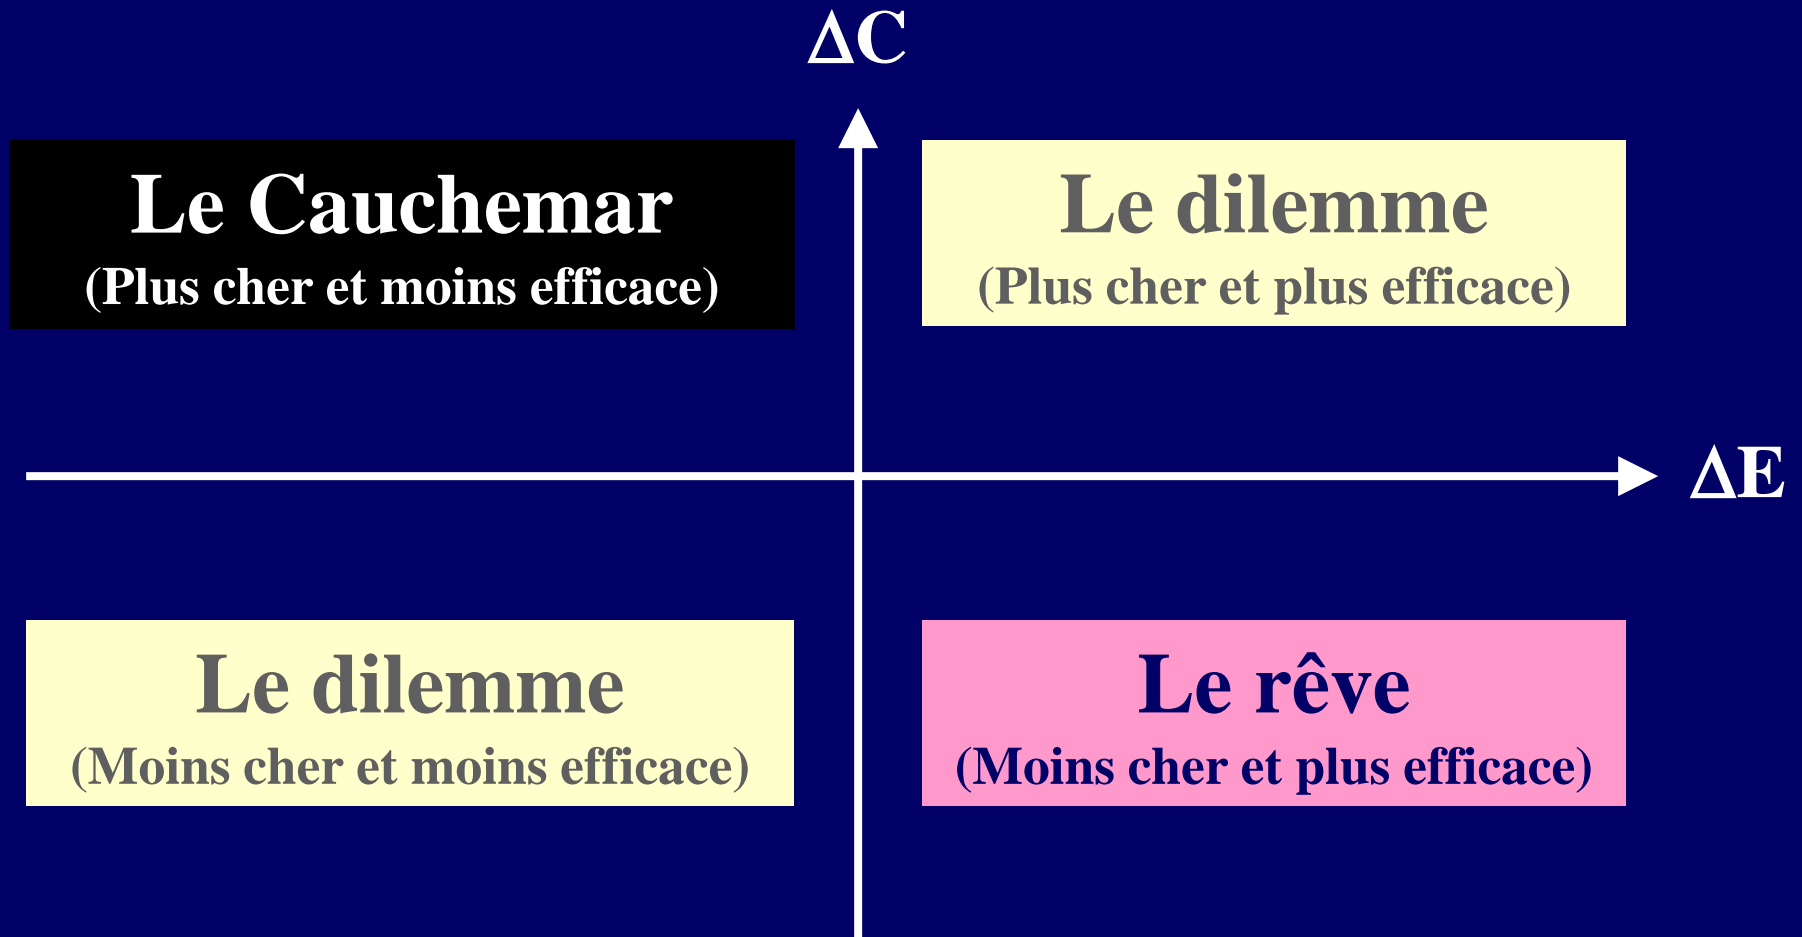 ΔC
Le Cauchemar
(Plus cher et moins efficace)
Le dilemme
(Plus cher et plus efficace)
ΔE
Le dilemme
(Moins cher et moins efficace)
Le rêve
(Moins cher et plus efficace)